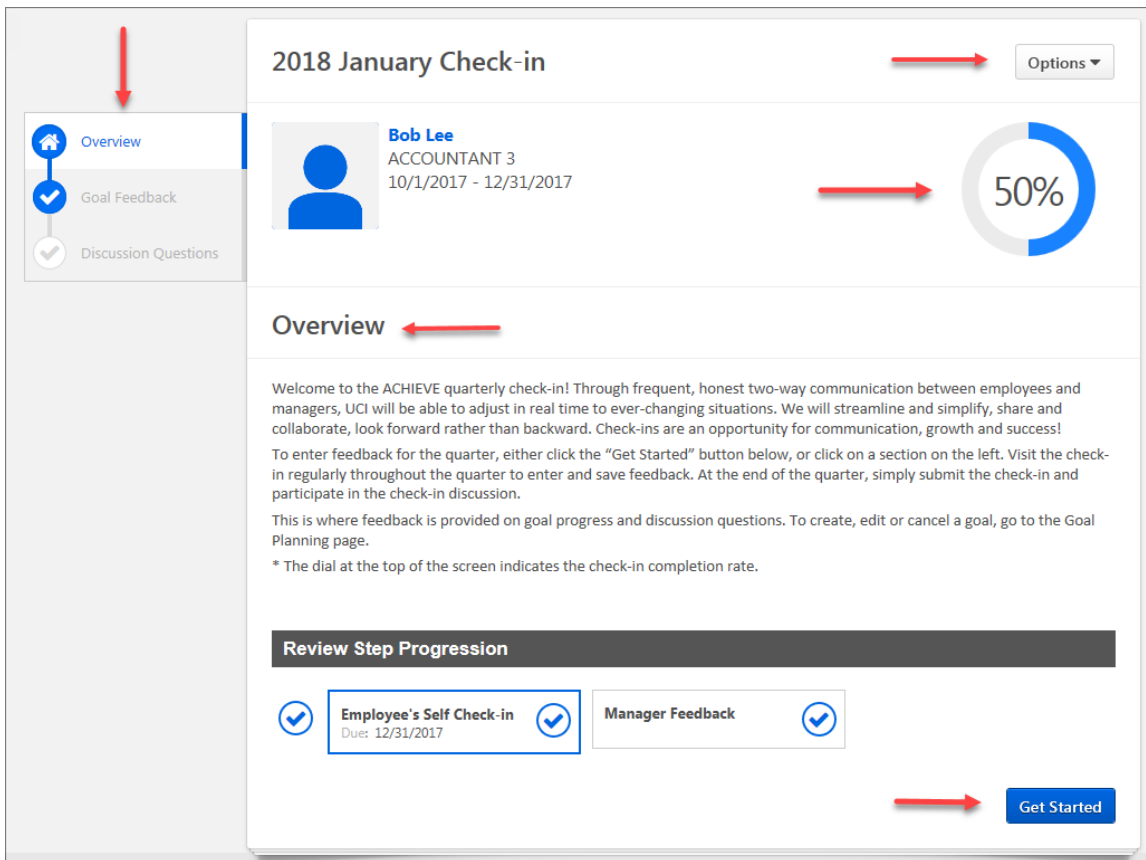 2018 January Check-in
Options
Overview
Goal Feedback
Discussion Questions
Bob Lee
ACCOUNTANT 3
10/1/2017 - 12/31/2017
50%
Overview
Welcome to the ACHIEVE quarterly check-in! Through frequent, honest two-way communication between employees and
managers, UCI will be able to adjust in real time to ever-changing situations. We will streamline and simplify, share and
collaborate, look forward rather than backward. Check-ins are an opportunity for communication, growth and success!
To enter feedback for the quarter, either click the “Get Started” button below, or click on a section on the left. Visit the check-
in regularly throughout the quarter to enter and save feedback. At the end of the quarter, simply submit the check-in and
participate in the check-in discussion.
This is where feedback is provided on goal progress and discussion questions. To create, edit or cancel a goal, go to the Goal
Planning page.
* The dial at the top of the screen indicates the check-in completion rate.
Review Step Progression
Employee's Self Check-in
Due: 12/31/2017
Manager Feedback
Get Started